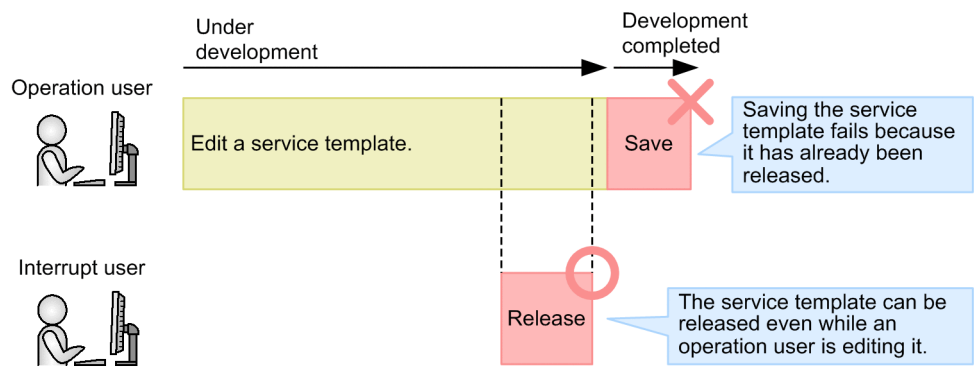 Under
development
Development
completed
Operation user
Edit a service template.
Save
Saving the service
template fails because
it has already been
released.
Interrupt user
Release
The service template can be
released even while an
operation user is editing it.